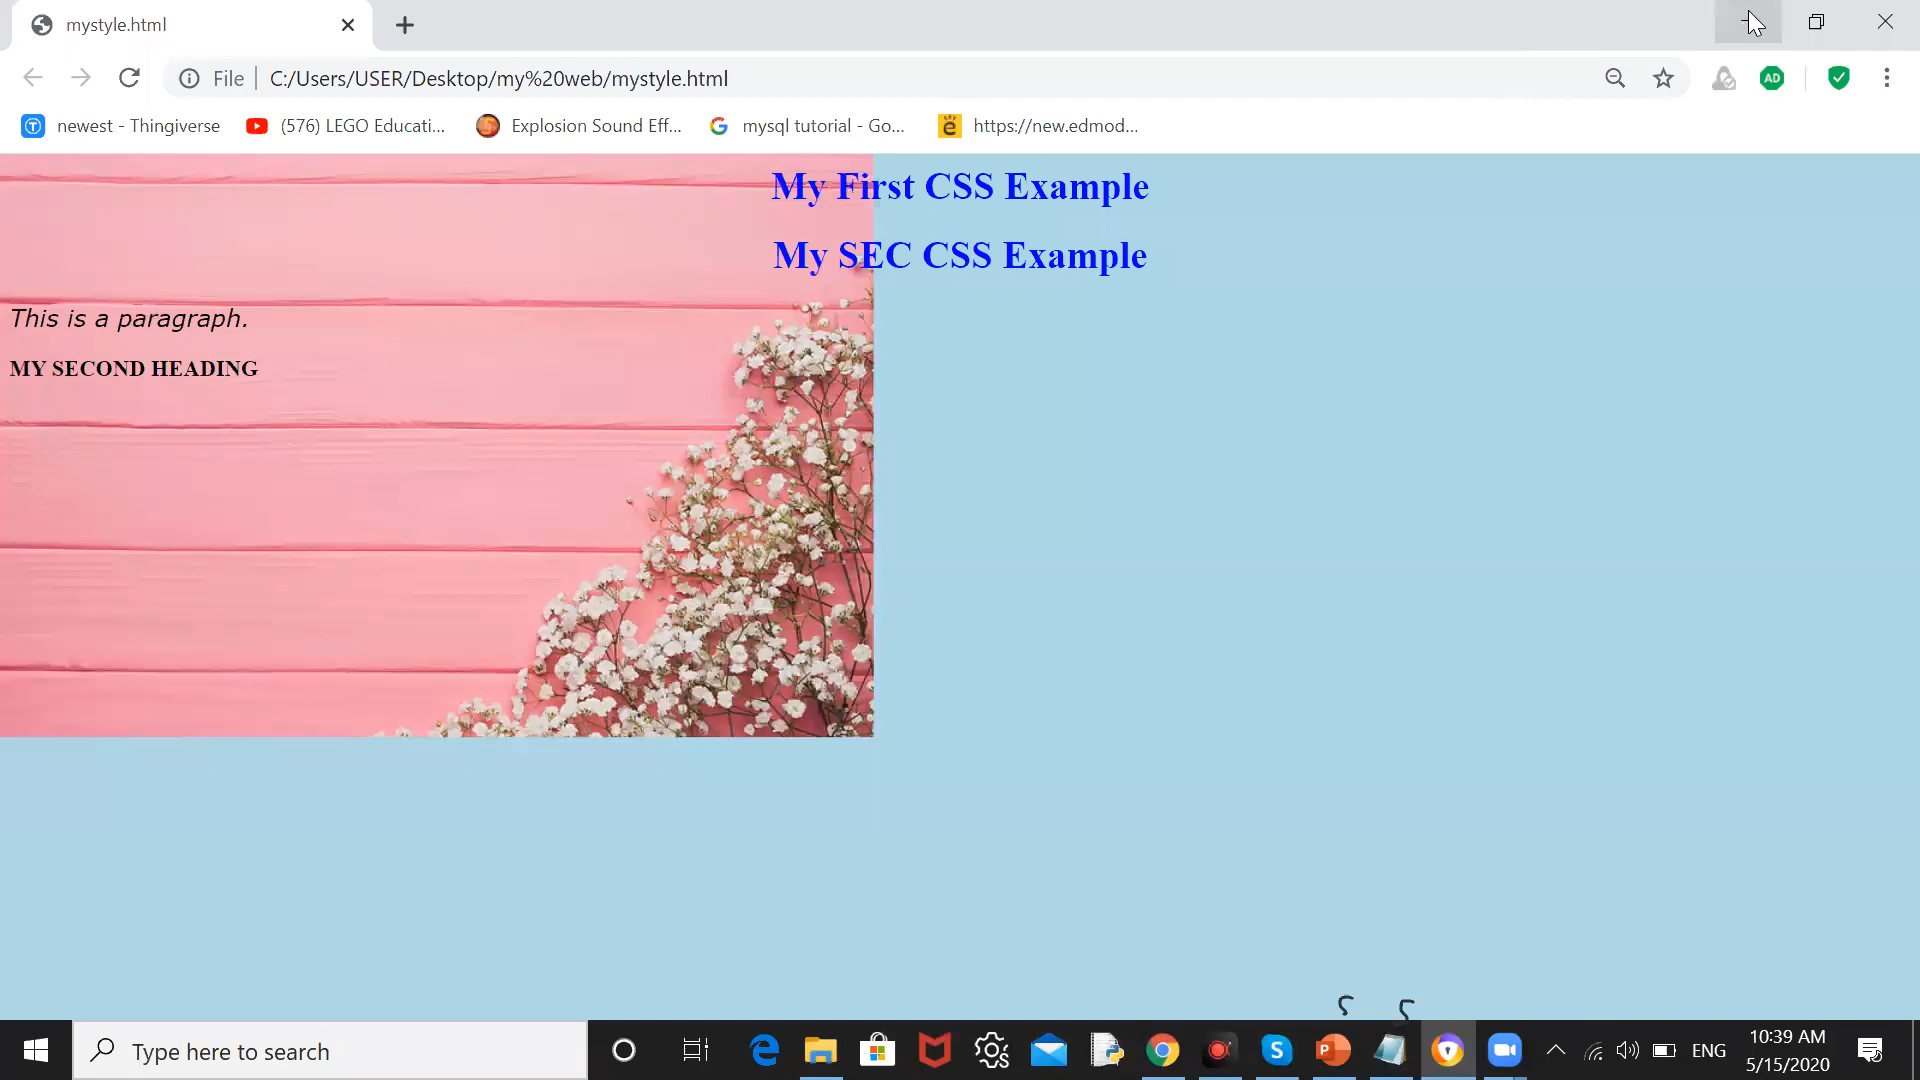 mystyle.html
File
C:/Users/USER/Desktop/my%20web/mystyle.html
AD
newest - Thingiverse
(576) LEGO Educati...
Explosion Sound Eff...
mysql tutorial - Go...
https://new.edmod...
My First CSS Example
My SEC CSS Example
This is a paragraph.
MY SECOND HEADING
Type here to search
ENG
10:39 AM
5/15/2020